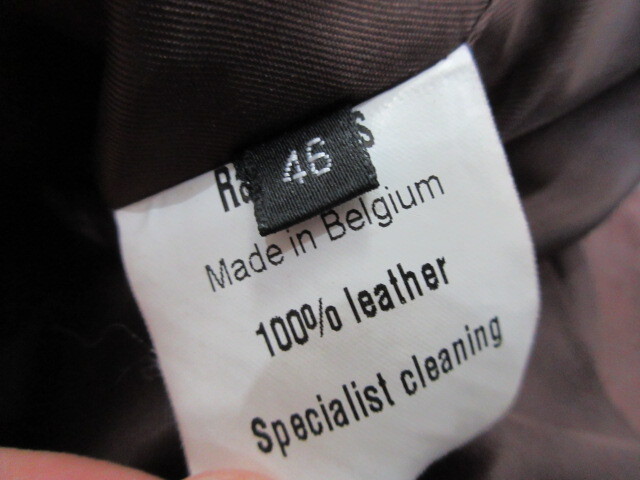 46
Made in Belgium
100% leather
Specialist cleaning